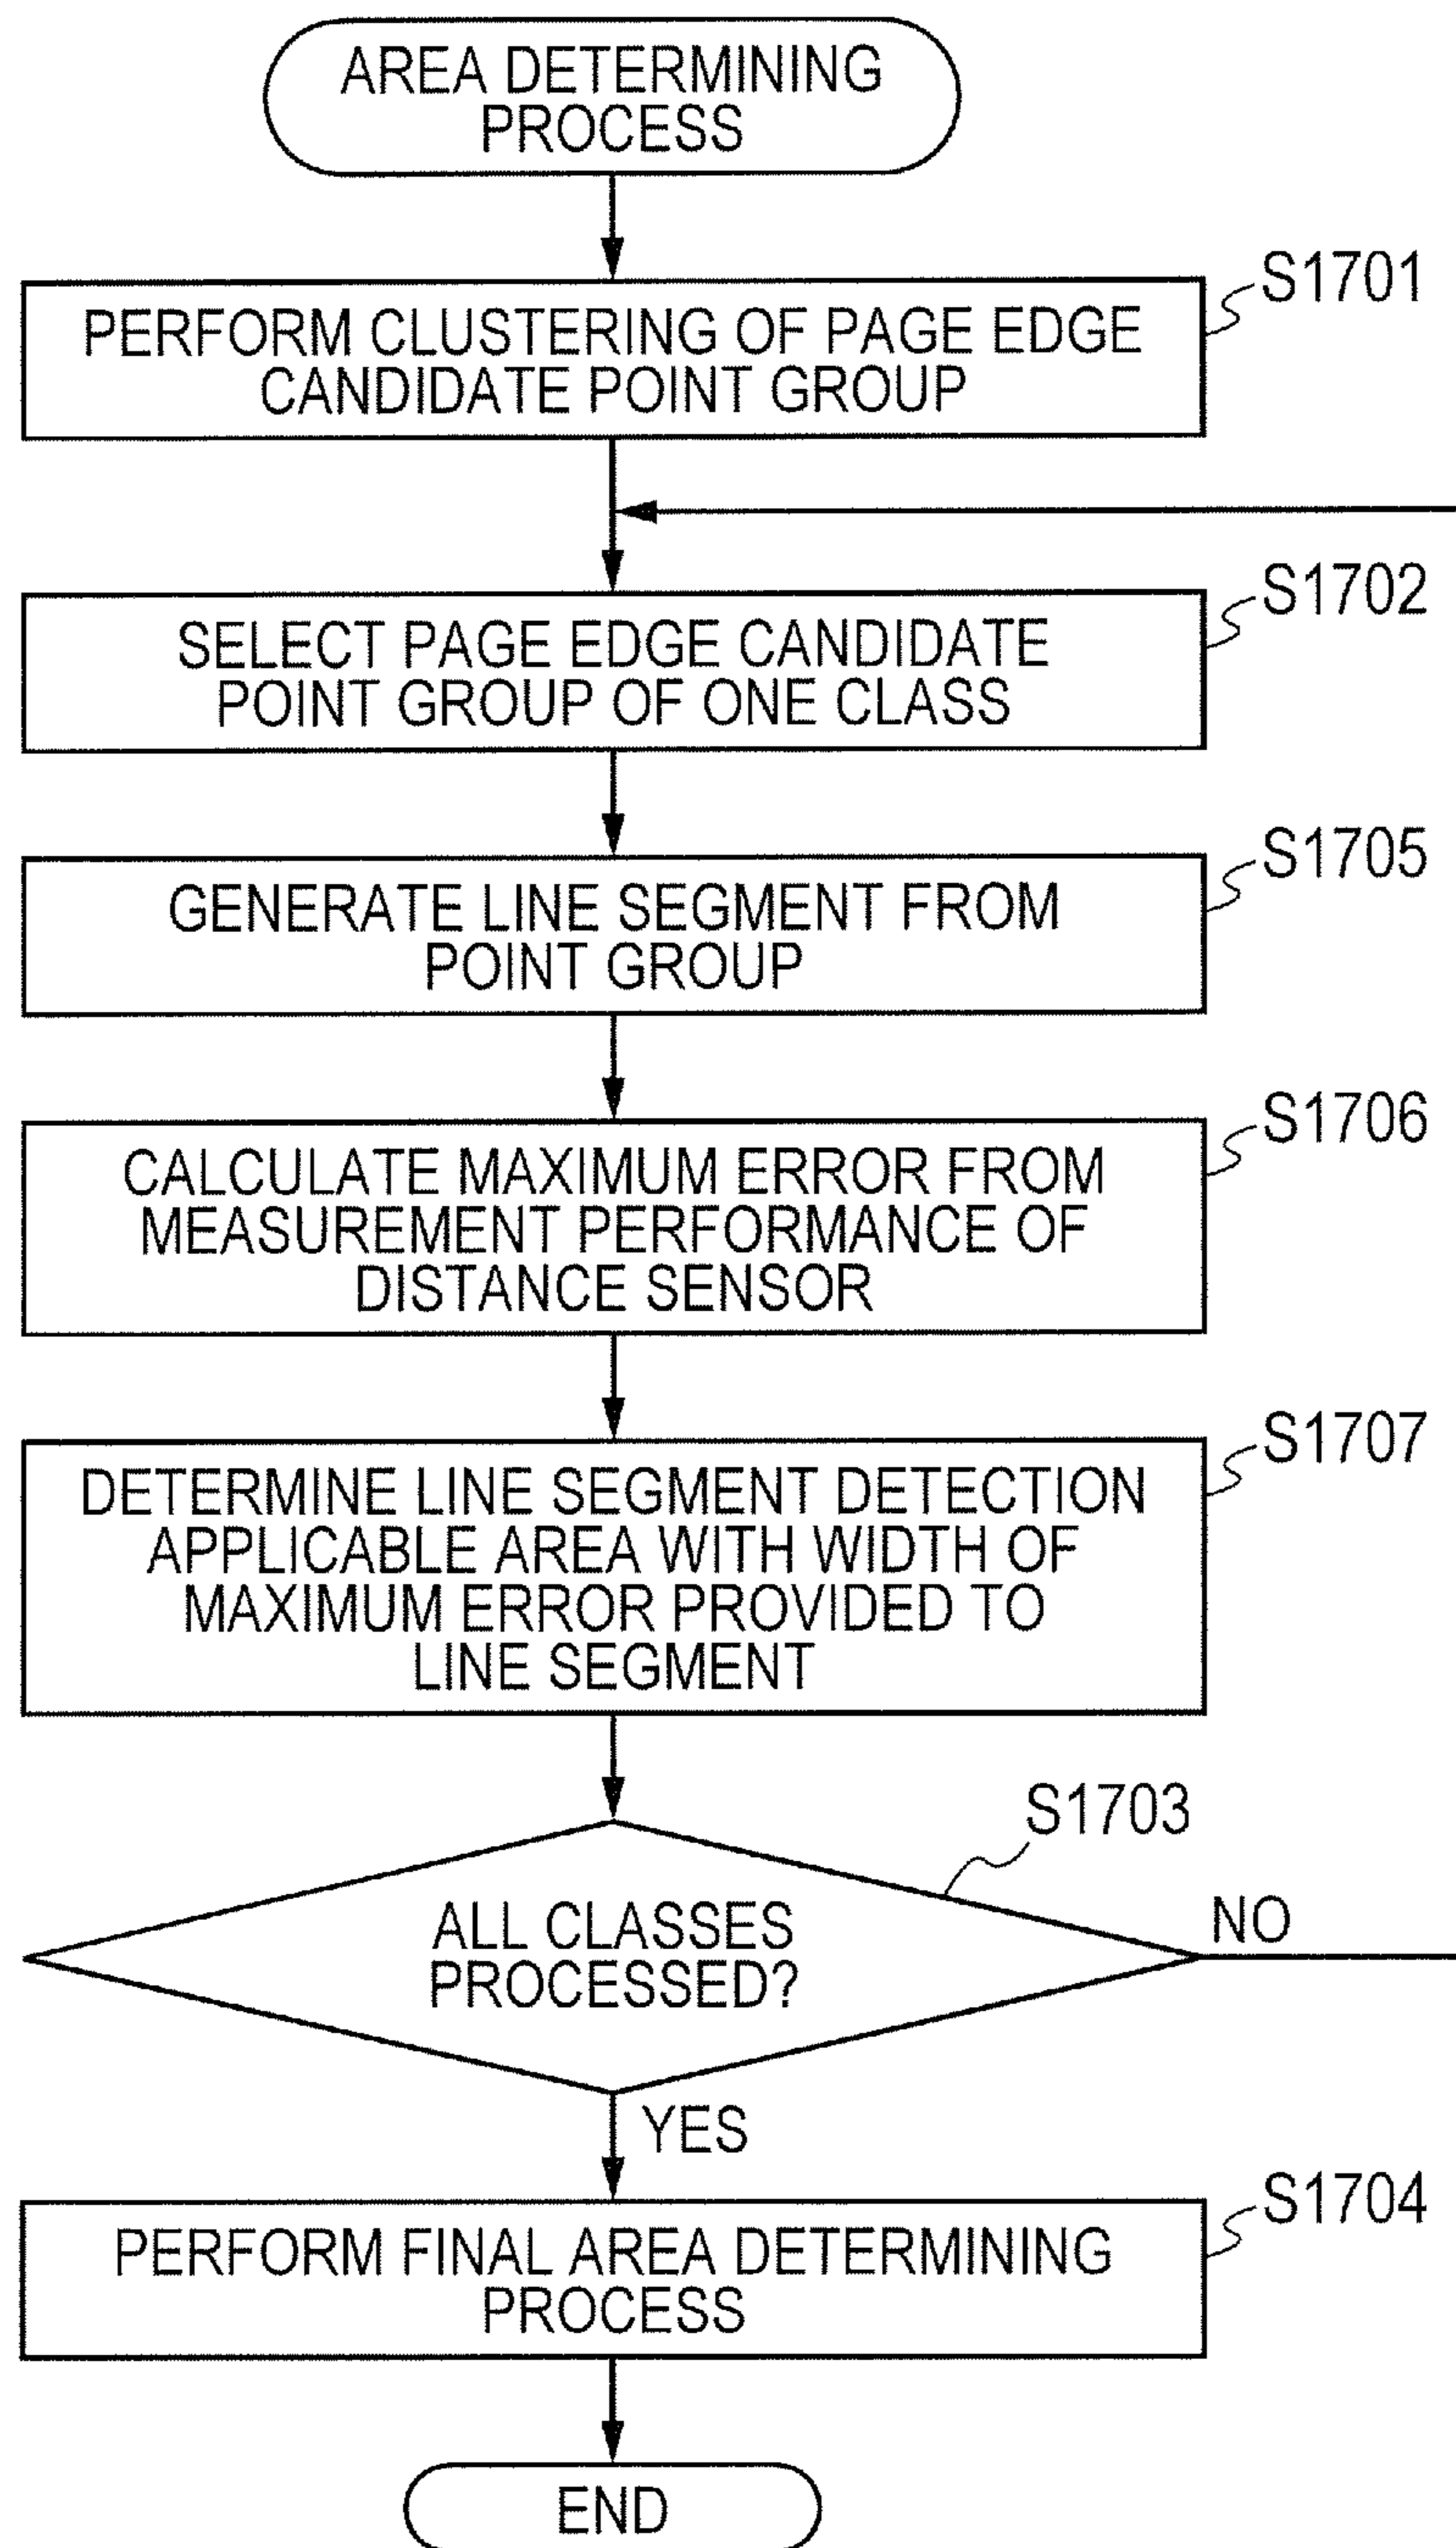 AREA DETERMINING
PROCESS
S1701
PERFORM CLUSTERING OF PAGE EDGE
CANDIDATE POINT GROUP
S1702
SELECT PAGE EDGE CANDIDATE
POINT GROUP OF ONE CLASS
S1705
GENERATE LINE SEGMENT FROM
POINT GROUP
S1706
CALCULATE MAXIMUM ERROR FROM
MEASUREMENT PERFORMANCE OF
DISTANCE SENSOR
S1707
DETERMINE LINE SEGMENT DETECTION
APPLICABLE AREA WITH WIDTH OF
MAXIMUM ERROR PROVIDED TO
LINE SEGMENT
S1703
ALL CLASSES
PROCESSED?
NO
YES
S1704
PERFORM FINAL AREA DETERMINING
PROCESS
END